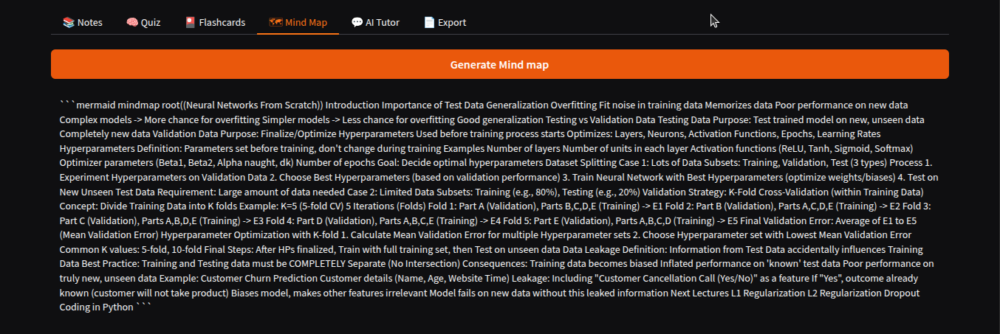 📚 Notes 🧠 Quiz 🎴 Flashcards 🗺 Mind Map 💬 AI Tutor 📄 Export
Generate Mind map
```mermaid mindmap root((Neural Networks From Scratch)) Introduction Importance of Test Data Generalization Overfitting Fit noise in training data Memorizes data Poor performance on new data
Complex models -> More chance for overfitting Simpler models -> Less chance for overfitting Good generalization Testing vs Validation Data Testing Data Purpose: Test trained model on new, unseen data
Completely new data Validation Data Purpose: Finalize/Optimize Hyperparameters Used before training process starts Optimizes: Layers, Neurons, Activation Functions, Epochs, Learning Rates
Hyperparameters Definition: Parameters set before training, don't change during training Examples Number of layers Number of units in each layer Activation functions (ReLU, Tanh, Sigmoid, Softmax)
Optimizer parameters (Beta1, Beta2, Alpha naught, dk) Number of epochs Goal: Decide optimal hyperparameters Dataset Splitting Case 1: Lots of Data Subsets: Training, Validation, Test (3 types) Process 1.
Experiment Hyperparameters on Validation Data 2. Choose Best Hyperparameters (based on validation performance) 3. Train Neural Network with Best Hyperparameters (optimize weights/biases) 4. Test on
New Unseen Test Data Requirement: Large amount of data needed Case 2: Limited Data Subsets: Training (e.g., 80%), Testing (e.g., 20%) Validation Strategy: K-Fold Cross-Validation (within Training Data)
Concept: Divide Training Data into K folds Example: K=5 (5-fold CV) 5 Iterations (Folds) Fold 1: Part A (Validation), Parts B,C,D,E (Training) -> E1 Fold 2: Part B (Validation), Parts A,C,D,E (Training) -> E2 Fold 3:
Part C (Validation), Parts A,B,D,E (Training) -> E3 Fold 4: Part D (Validation), Parts A,B,C,E (Training) -> E4 Fold 5: Part E (Validation), Parts A,B,C,D (Training) -> E5 Final Validation Error: Average of E1 to E5
(Mean Validation Error) Hyperparameter Optimization with K-fold 1. Calculate Mean Validation Error for multiple Hyperparameter sets 2. Choose Hyperparameter set with Lowest Mean Validation Error
Common K values: 5-fold, 10-fold Final Steps: After HPs finalized, Train with full training set, then Test on unseen data Data Leakage Definition: Information from Test Data accidentally influences Training
Data Best Practice: Training and Testing data must be COMPLETELY Separate (No Intersection) Consequences: Training data becomes biased Inflated performance on 'known' test data Poor performance on
truly new, unseen data Example: Customer Churn Prediction Customer details (Name, Age, Website Time) Leakage: Including "Customer Cancellation Call (Yes/No)" as a feature If "Yes", outcome already
known (customer will not take product) Biases model, makes other features irrelevant Model fails on new data without this leaked information Next Lectures L1 Regularization L2 Regularization Dropout
Coding in Python ```